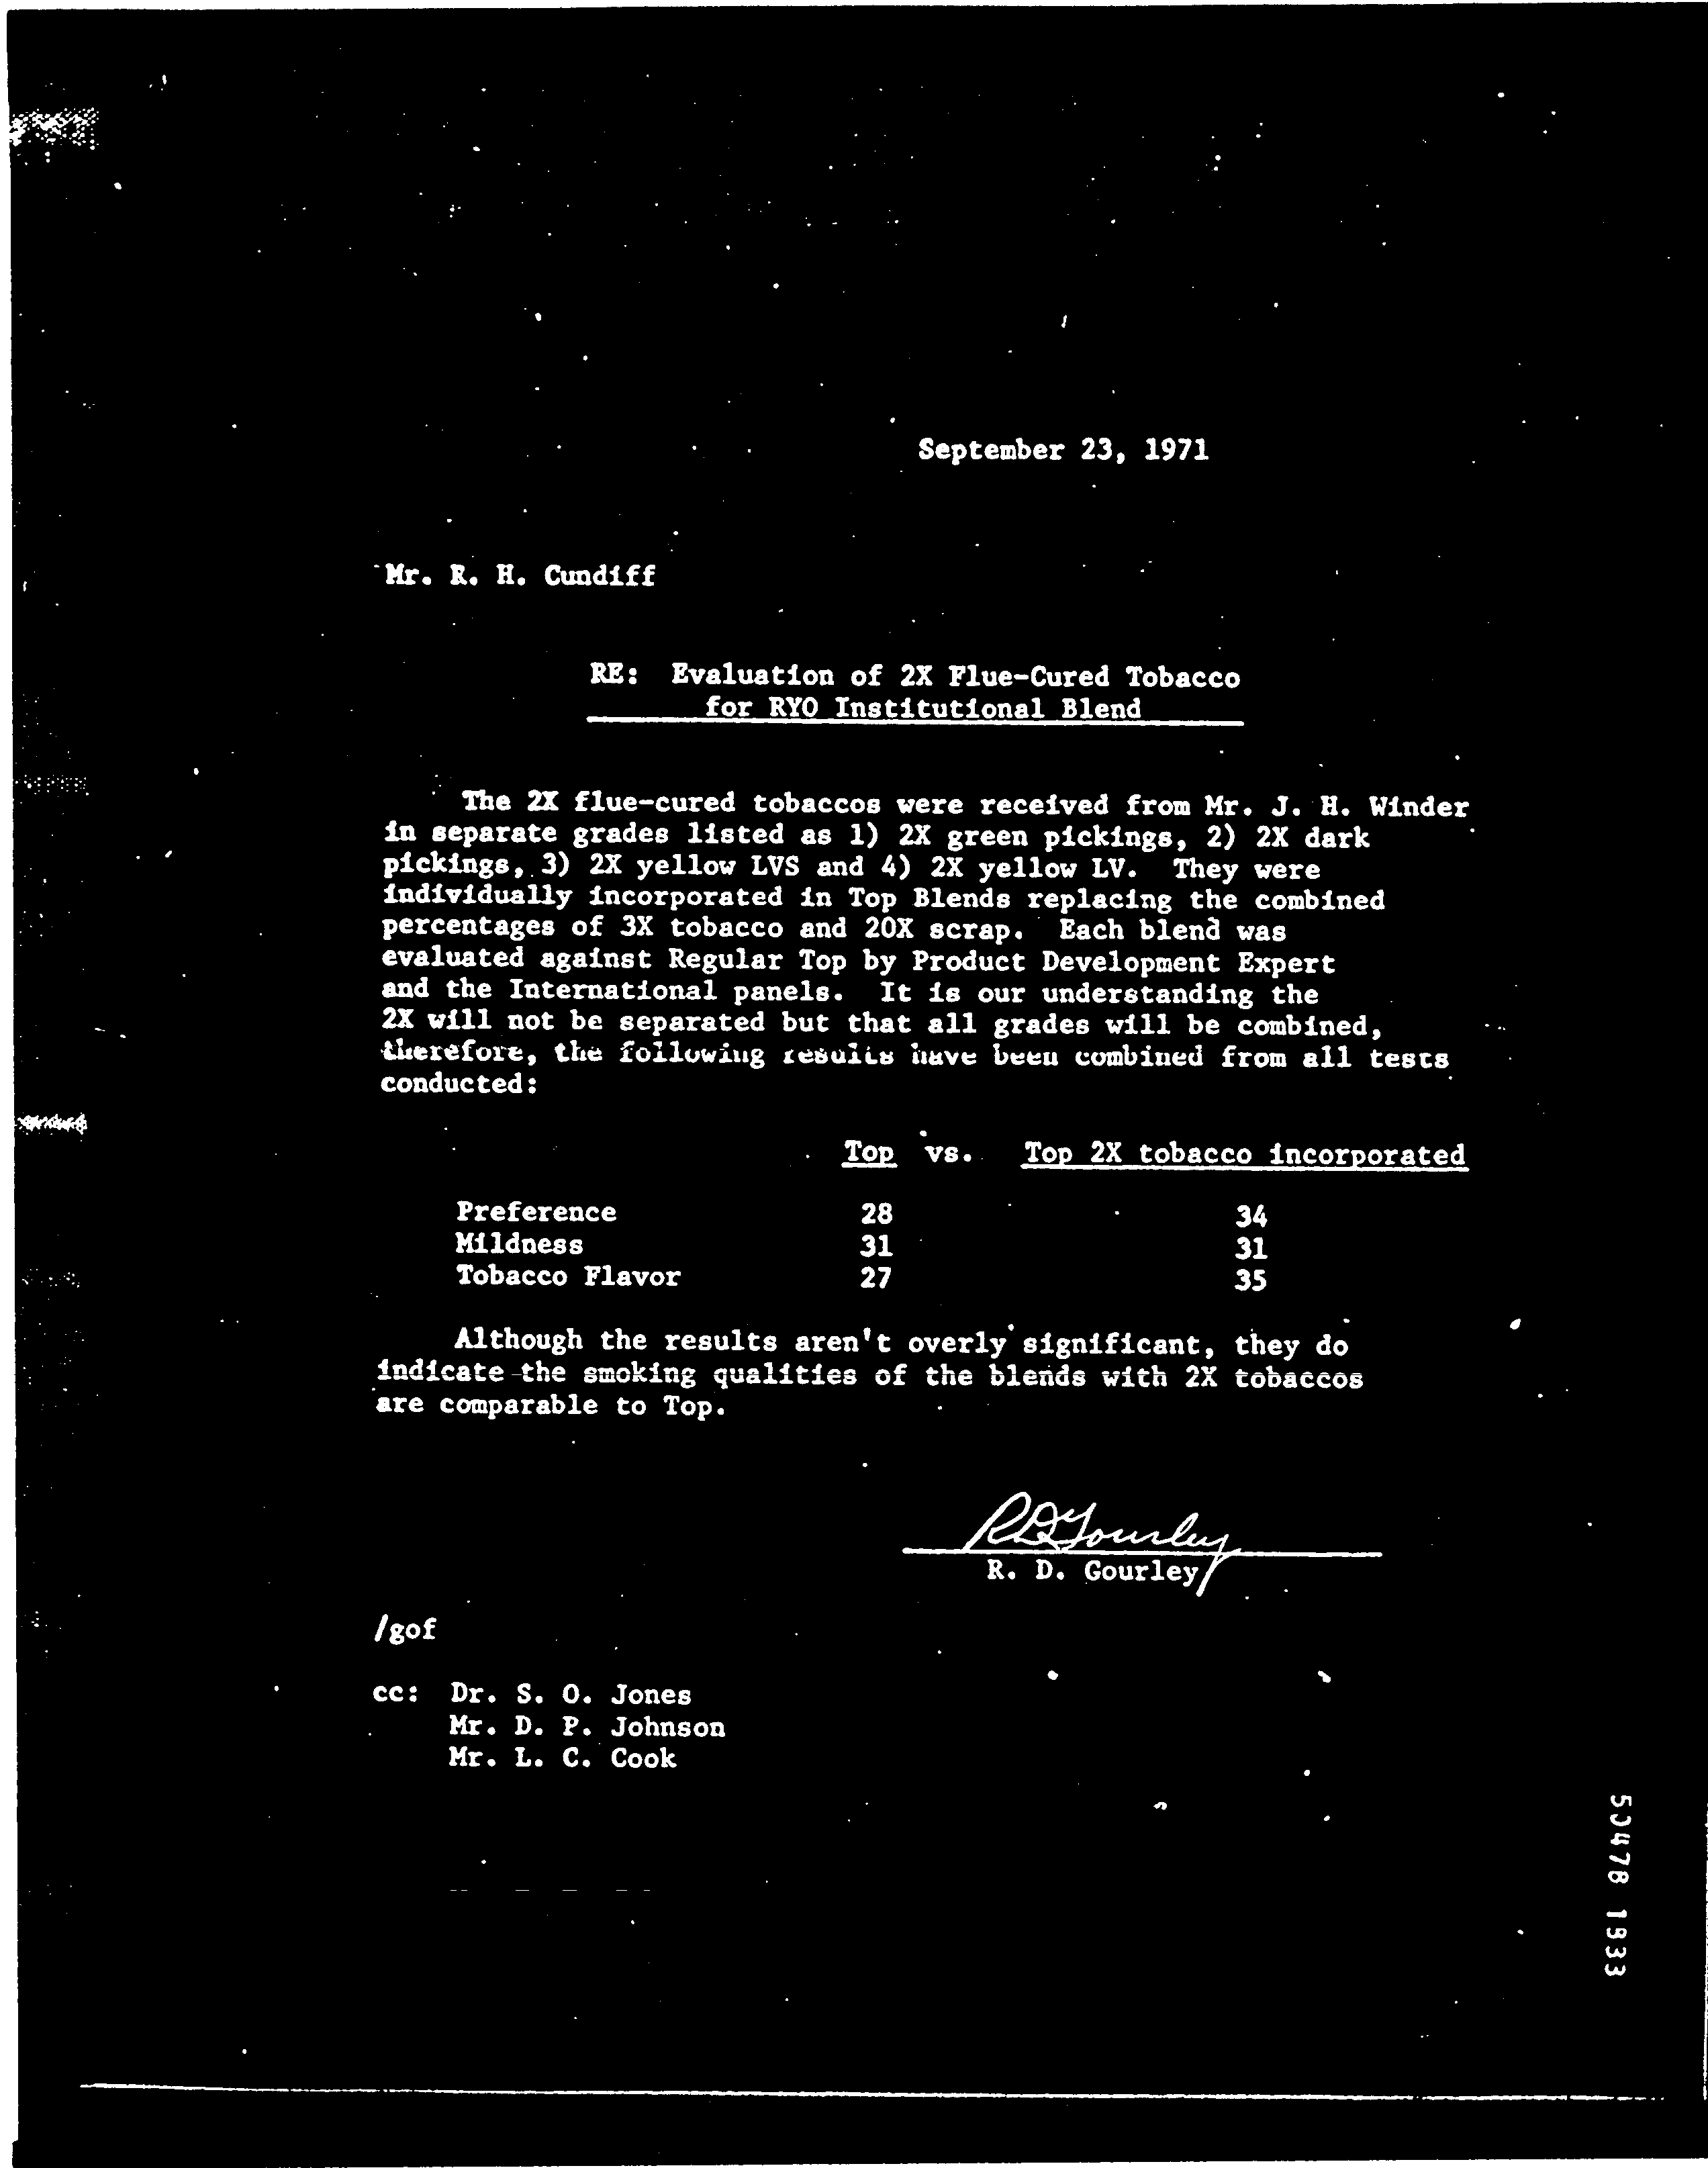 September 23, 1971
Mr. R. H. Cundiff
RE: Evaluation of 2X Flue-Cured Tobacco
for RYO Institutional Blend
The 2X flue-cured tobaccos were received from Mr. J. H. Winder
in separate grades listed as 1) 2X green pickings, 2) 2X dark
pickings, 3) 2X yellow LVS and 4) 2X yellow LV. They were
individually incorporated in Top Blends replacing the combined
percentages of 3X tobacco and 20X scrap. Each blend was
evaluated against Regular Top by Product Development Expert
and the International panels. It is our understanding the
2X will not be separated but that all grades will be combined,
therefore, the following results have been combined from all tests
conducted:
Top vs. Top 2X tobacco incorporated
Preference 28 34
Mildness 31 31
Tobacco Flavor 27 35
Although the results aren't overly significant, they do
indicate the smoking qualities of the blends with 2X tobaccos
are comparable to Top.
RDGourley
R. D. Gourley
/gof
cc: Dr. S. O. Jones
Mr. D. P. Johnson
Mr. L. C. Cook
50478 1933